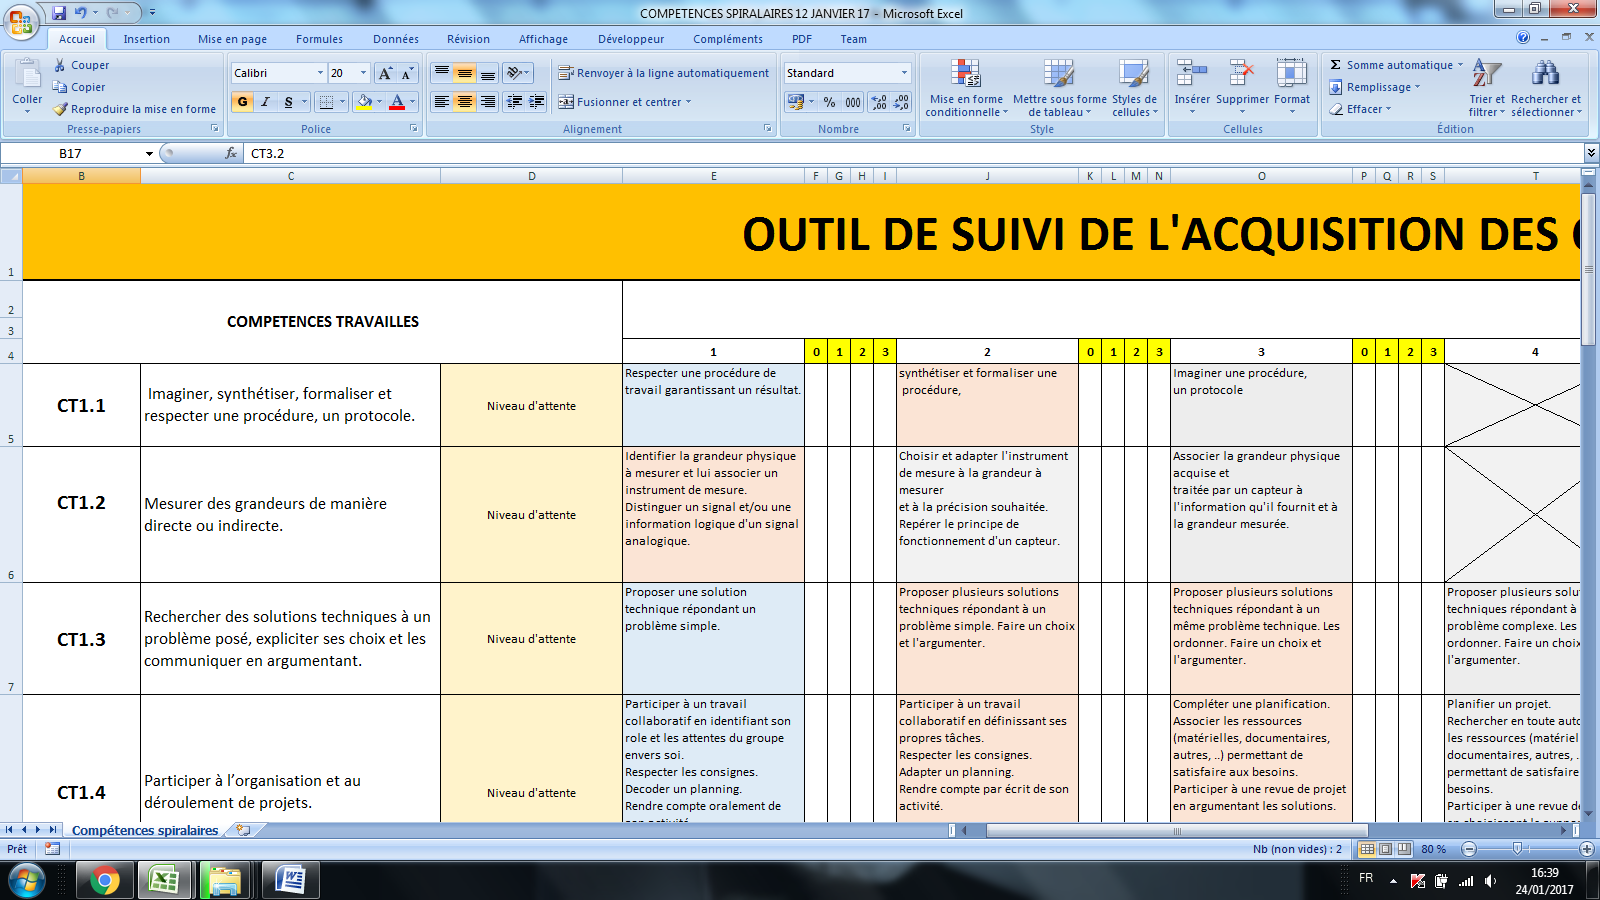 COMPETENCES SPIRALAIRES 12 JANVIER 17 - Microsoft Excel
Accueil Insertion Mise en page Formules Données Révision Affichage Développeur Compléments PDF Team
Coller
Couper
Copier
Reproduire la mise en forme
Presse-papiers
Calibri 20
G I S
Police
Renvoyer à la ligne automatiquement
Fusionner et centrer
Alignement
Standard
% 000
Nombre
Mise en forme conditionnelle
Mettre sous forme de tableau
Styles de cellules
Style
Insérer Supprimer Format
Cellules
Somme automatique
Remplissage
Effacer
Trier et filtrer
Rechercher et sélectionner
Édition
B17 fx CT3.2
B C D E F G H I J K L M N O P Q R S T
1
OUTIL DE SUIVI DE L'ACQUISITION DES
2
3
COMPETENCES TRAVAILLES
4
1 0 1 2 3 2 0 1 2 3 3 0 1 2 3 4
5
CT1.1
Imaginer, synthétiser, formaliser et
respecter une procédure, un protocole.
Niveau d'attente
Respecter une procédure de
travail garantissant un résultat.
synthétiser et formaliser une
procédure,
Imaginer une procédure,
un protocole
6
CT1.2
Mesurer des grandeurs de manière
directe ou indirecte.
Niveau d'attente
Identifier la grandeur physique
à mesurer et lui associer un
instrument de mesure.
Distinguer un signal et/ou une
information logique d'un signal
analogique.
Choisir et adapter l'instrument
de mesure à la grandeur à
mesurer
et à la précision souhaitée.
Repérer le principe de
fonctionnement d'un capteur.
Associer la grandeur physique
acquise et
traitée par un capteur à
l'information qu'il fournit et à
la grandeur mesurée.
7
CT1.3
Rechercher des solutions techniques à un
problème posé, expliciter ses choix et les
communiquer en argumentant.
Niveau d'attente
Proposer une solution
technique répondant un
problème simple.
Proposer plusieurs solutions
techniques répondant à un
problème simple. Faire un choix
et l'argumenter.
Proposer plusieurs solutions
techniques répondant à un
même problème technique. Les
ordonner. Faire un choix et
l'argumenter.
Proposer plusieurs solu
techniques répondant à
problème complexe. Les
ordonner. Faire un choix
l'argumenter.
CT1.4
Participer à l’organisation et au
déroulement de projets.
Niveau d'attente
Participer à un travail
collaboratif en identifiant son
role et les attentes du groupe
envers soi.
Respecter les consignes.
Decoder un planning.
Rendre compte oralement de
son activité.
Participer à un travail
collaboratif en définissant ses
propres tâches.
Respecter les consignes.
Adapter un planning.
Rendre compte par écrit de son
activité.
Compléter une planification.
Associer les ressources
(matérielles, documentaires,
autres, ..) permettant de
satisfaire aux besoins.
Participer à une revue de projet
en argumentant les solutions.
Planifier un projet.
Rechercher en toute auto
les ressources (matériel
documentaires, autres, .
permettant de satisfaire
besoins.
Participer à une revue d
Compétences spiralaires
Prêt
Nb (non vides) : 2
80 %
FR
16:39
24/01/2017